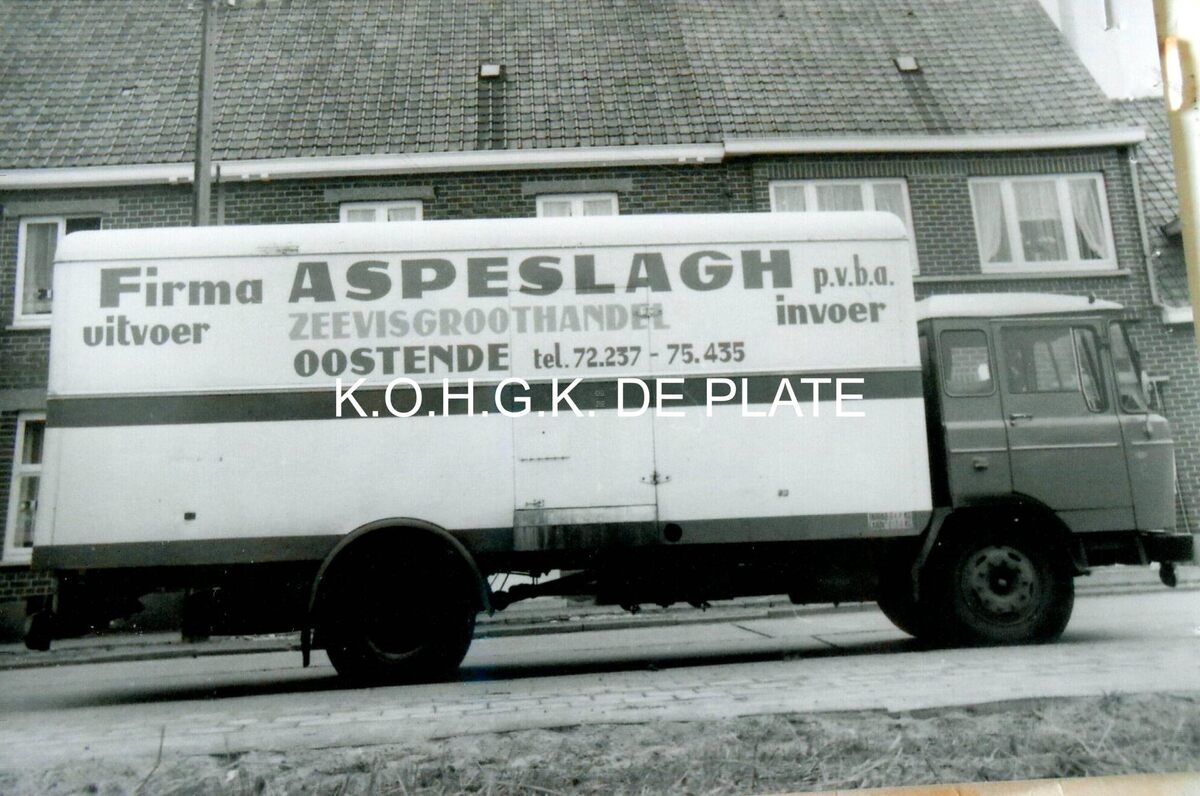 Firma ASPESLAGH p.v.b.a.
uitvoer ZEEVISGROOTHANDEL invoer
OOSTENDE tel. 72.237 - 75.435
K.O.H.G.K. DE PLATE